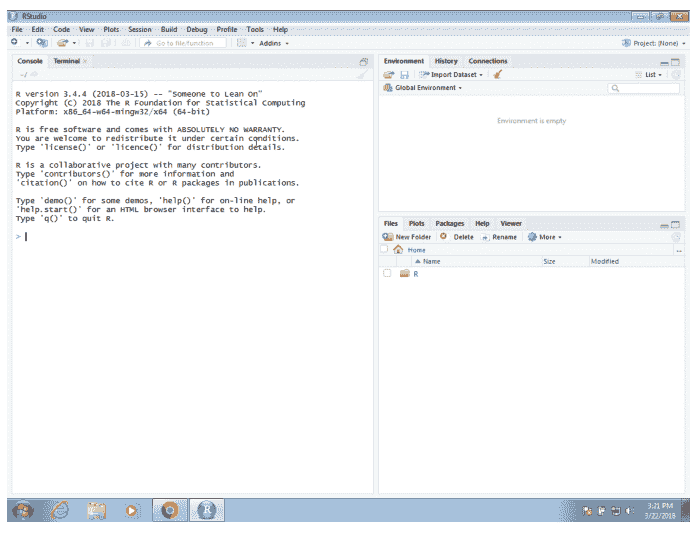 RStudio
File Edit Code View Plots Session Build Debug Profile Tools Help
Go to file/function Addins Project: (None)
Console Terminal
~/
R version 3.4.4 (2018-03-15) -- "Someone to Lean On"
Copyright (C) 2018 The R Foundation for Statistical Computing
Platform: x86_64-w64-mingw32/x64 (64-bit)
R is free software and comes with ABSOLUTELY NO WARRANTY.
You are welcome to redistribute it under certain conditions.
Type 'license()' or 'licence()' for distribution details.
R is a collaborative project with many contributors.
Type 'contributors()' for more information and
'citation()' on how to cite R or R packages in publications.
Type 'demo()' for some demos, 'help()' for on-line help, or
'help.start()' for an HTML browser interface to help.
Type 'q()' to quit R.
>
Environment History Connections
Import Dataset List
Global Environment
Environment is empty
Files Plots Packages Help Viewer
New Folder Delete Rename More
Home ...
Name Size Modified
R
3:21 PM
3/22/2018